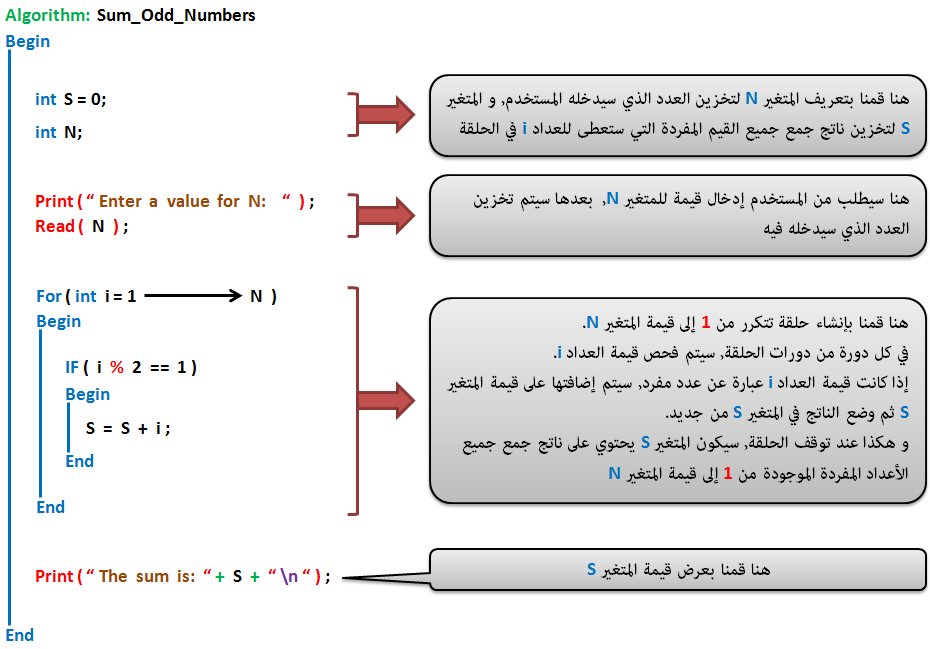 Algorithm: Sum_Odd_Numbers
Begin
int S = 0;
int N;
هنا قمنا بتعريف المتغير N لتخزين العدد الذي سيدخله المستخدم, و المتغير
S لتخزين ناتج جمع جميع القيم المفردة التي ستعطى للعداد i في الحلقة
Print ( “ Enter a value for N: “ ) ;
Read ( N ) ;
هنا سيطلب من المستخدم إدخال قيمة للمتغير N, بعدها سيتم تخزين
العدد الذي سيدخله فيه
For ( int i = 1 ⟶ N )
Begin
IF ( i % 2 == 1 )
Begin
S = S + i ;
End
End
هنا قمنا بإنشاء حلقة تتكرر من 1 إلى قيمة المتغير N.
في كل دورة من دورات الحلقة, سيتم فحص قيمة العداد i.
إذا كانت قيمة العداد i عبارة عن عدد مفرد, سيتم إضافتها على قيمة المتغير
S ثم وضع الناتج في المتغير S من جديد.
و هكذا عند توقف الحلقة, سيكون المتغير S يحتوي على ناتج جمع جميع
الأعداد المفردة الموجودة من 1 إلى قيمة المتغير N
Print ( “ The sum is: “ + S + “ \n “ ) ;
هنا قمنا بعرض قيمة المتغير S
End